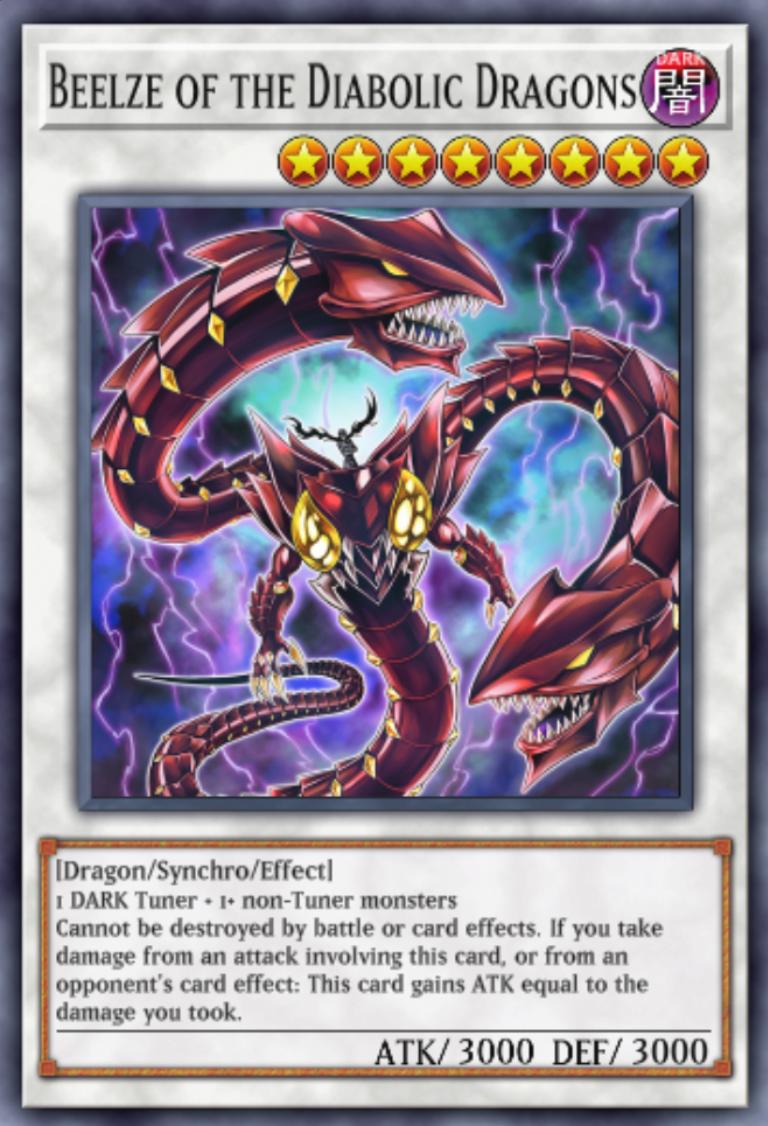 BEELZE OF THE DIABOLIC DRAGONS
DARK
闇
[Dragon/Synchro/Effect]
1 DARK Tuner + 1+ non-Tuner monsters
Cannot be destroyed by battle or card effects. If you take
damage from an attack involving this card, or from an
opponent's card effect: This card gains ATK equal to the
damage you took.
ATK/ 3000 DEF/ 3000